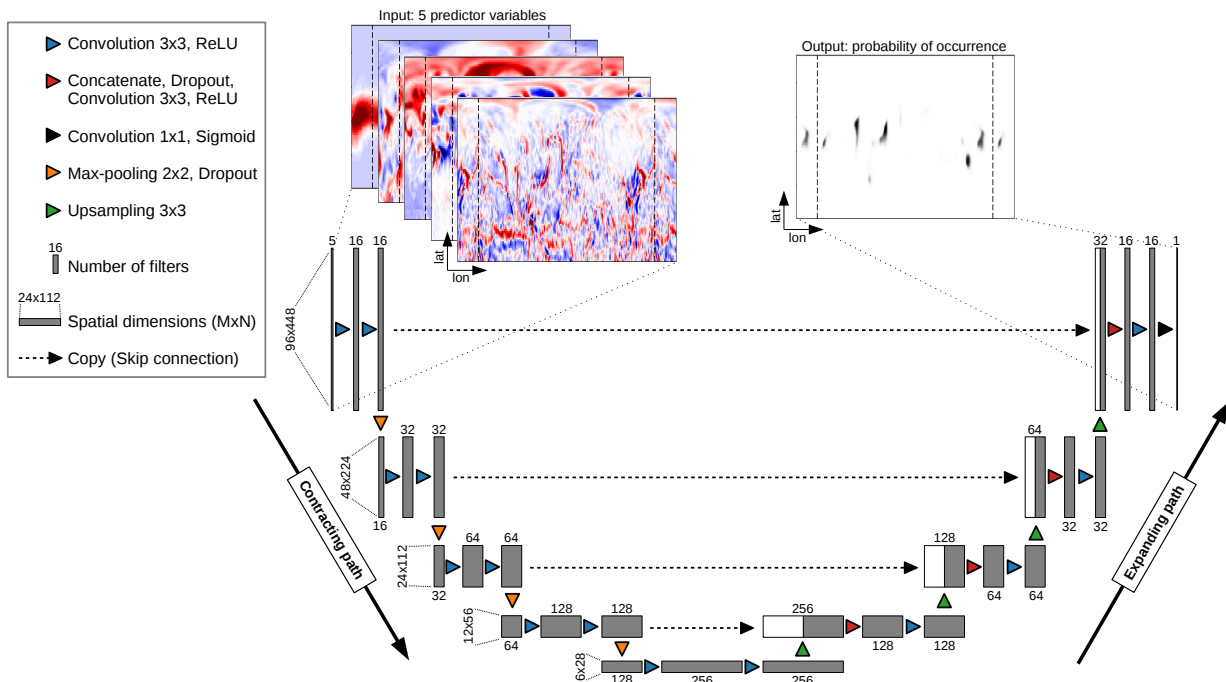 Convolution 3x3, ReLU
Concatenate, Dropout,
Convolution 3x3, ReLU
Convolution 1x1, Sigmoid
Max-pooling 2x2, Dropout
Upsampling 3x3
16
Number of filters
24x112
Spatial dimensions (MxN)
Copy (Skip connection)
Input: 5 predictor variables
lat
lon
Output: probability of occurrence
lat
lon
5 16 16
96x448
32 16 16 1
32 32
48x224
16
64
32 32
64 64
24x112
32
128
64 64
128 128
12x56
64
256
128 128
6x28
128 256 256
Contracting path
Expanding path